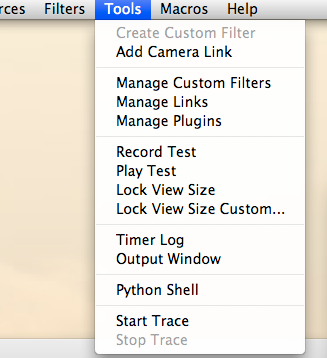 rces Filters Tools Macros Help
Create Custom Filter
Add Camera Link
Manage Custom Filters
Manage Links
Manage Plugins
Record Test
Play Test
Lock View Size
Lock View Size Custom...
Timer Log
Output Window
Python Shell
Start Trace
Stop Trace